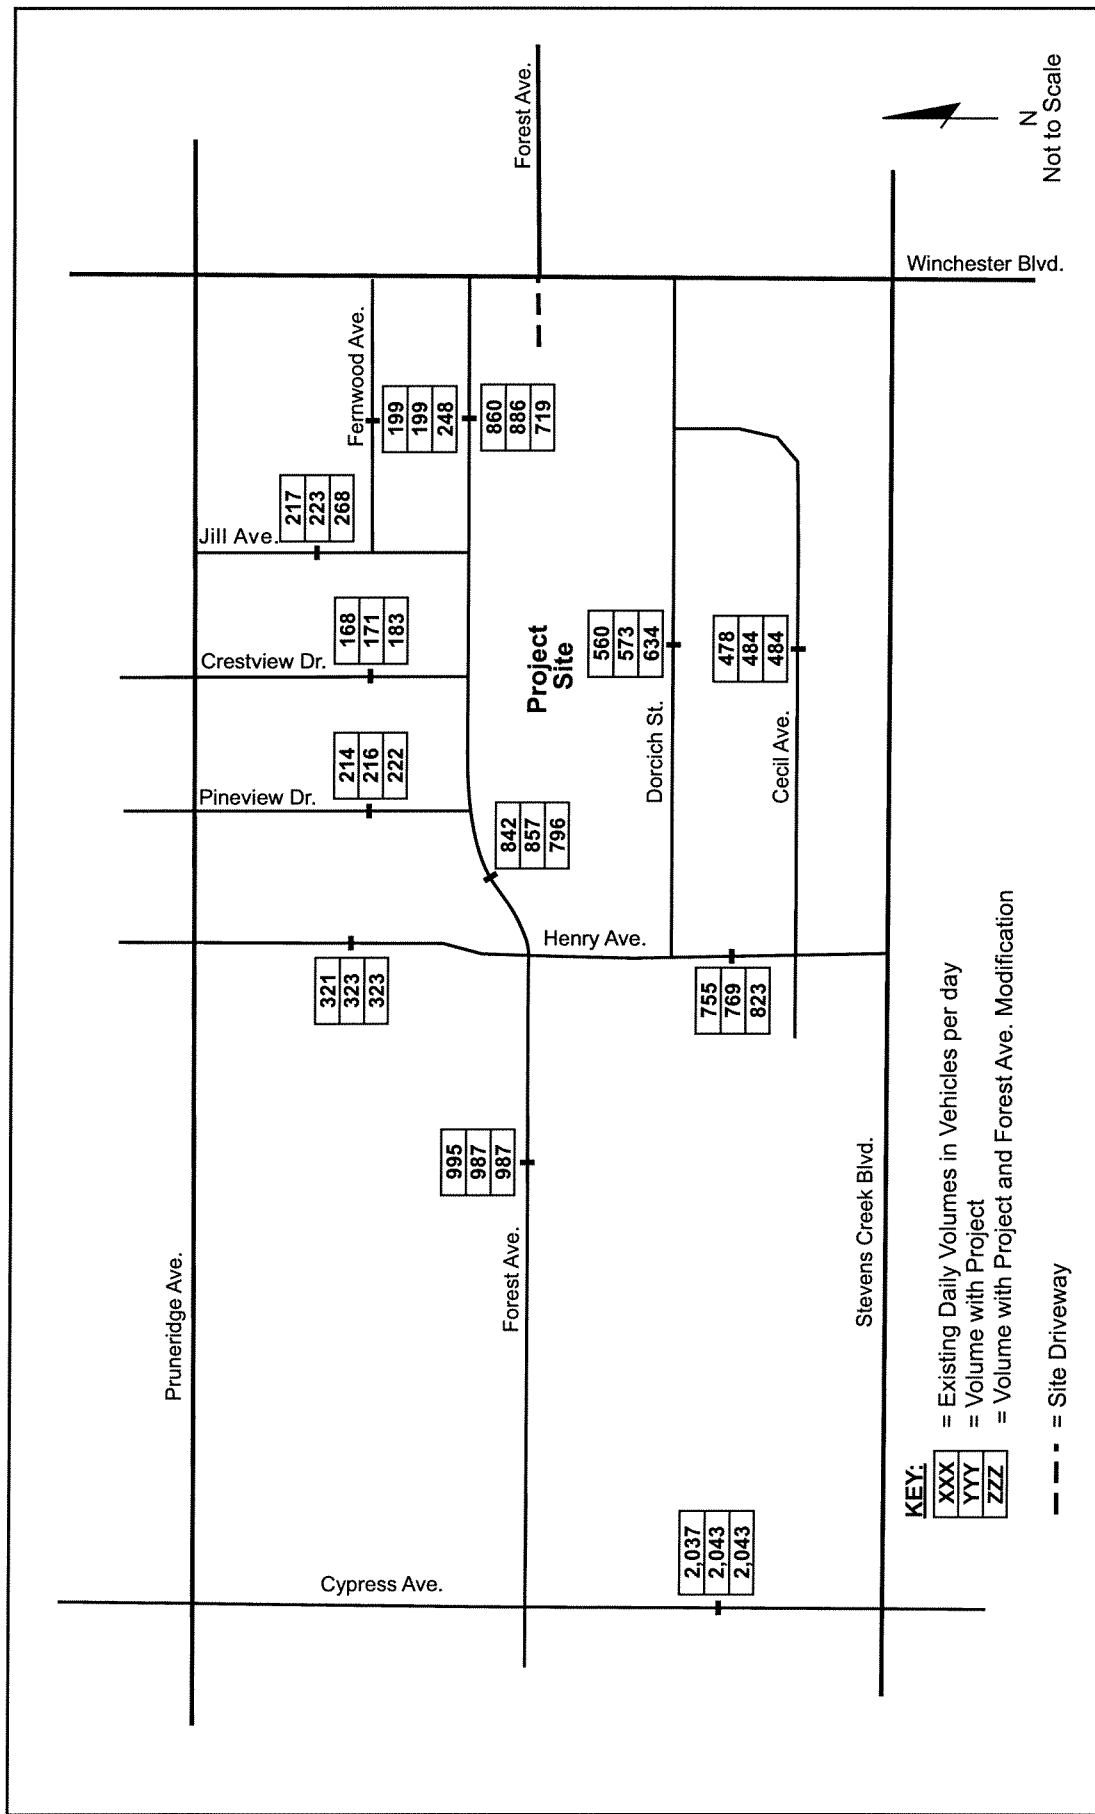 Pruneridge Ave.
Jill Ave.
Crestview Dr.
Pineview Dr.
217
223
268
Fernwood Ave.
168
171
183
214
216
222
321
323
323
199
199
248
Cypress Ave.
Forest Ave.
995
987
987
Henry Ave.
842
857
796
Project
Site
860
886
719
Forest Ave.
560
573
634
Dorcich St.
2,037
2,043
2,043
755
769
823
478
484
484
Cecil Ave.
Stevens Creek Blvd.
Winchester Blvd.
KEY:
XXX = Existing Daily Volumes in Vehicles per day
YYY = Volume with Project
ZZZ = Volume with Project and Forest Ave. Modification
= Site Driveway
N
Not to Scale